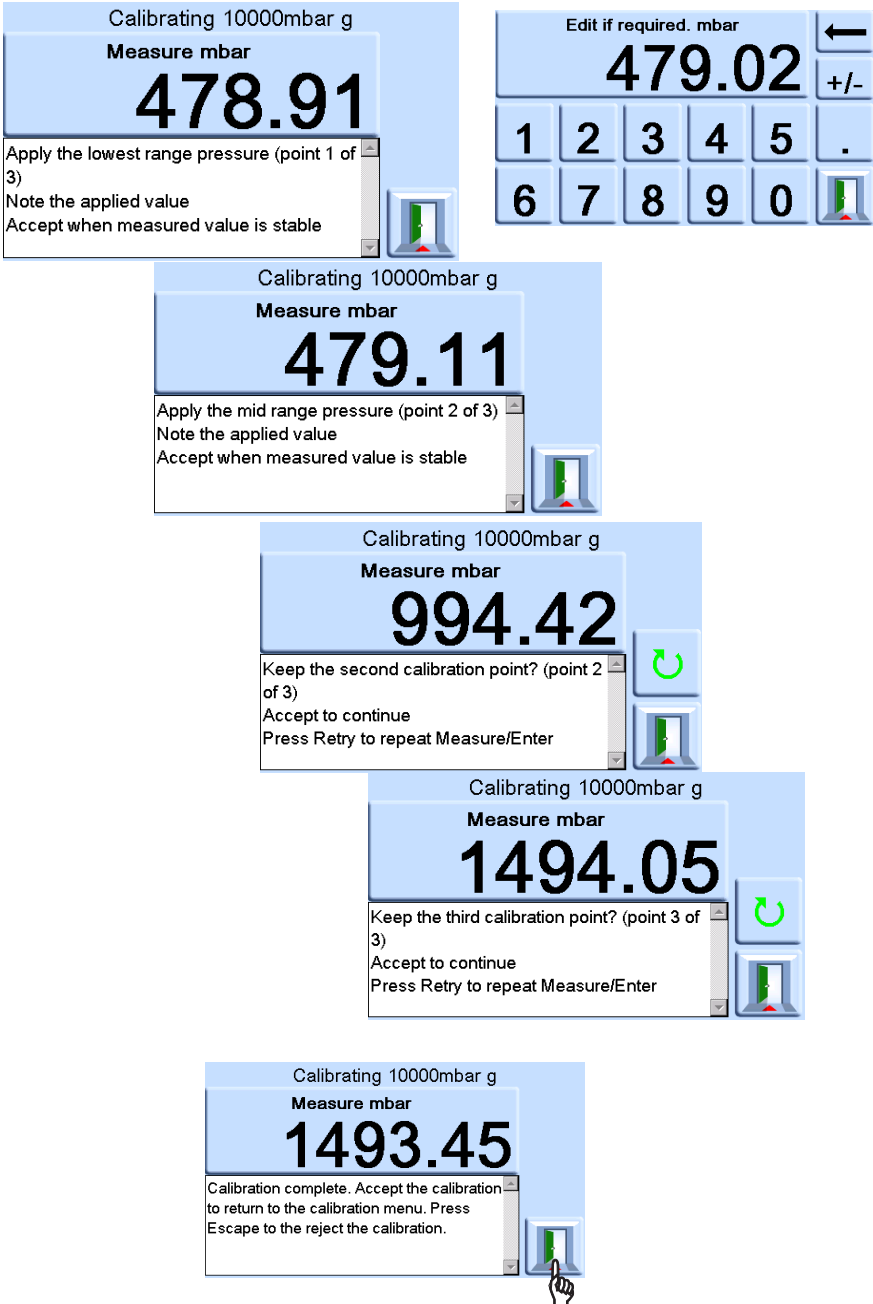 Calibrating 10000mbar g
Measure mbar
478.91
Apply the lowest range pressure (point 1 of
3)
Note the applied value
Accept when measured value is stable
Edit if required. mbar
479.02
+/-
1 2 3 4 5 .
6 7 8 9 0
Calibrating 10000mbar g
Measure mbar
479.11
Apply the mid range pressure (point 2 of 3)
Note the applied value
Accept when measured value is stable
Calibrating 10000mbar g
Measure mbar
994.42
Keep the second calibration point? (point 2
of 3)
Accept to continue
Press Retry to repeat Measure/Enter
Calibrating 10000mbar g
Measure mbar
1494.05
Keep the third calibration point? (point 3 of
3)
Accept to continue
Press Retry to repeat Measure/Enter
Calibrating 10000mbar g
Measure mbar
1493.45
Calibration complete. Accept the calibration
to return to the calibration menu. Press
Escape to the reject the calibration.